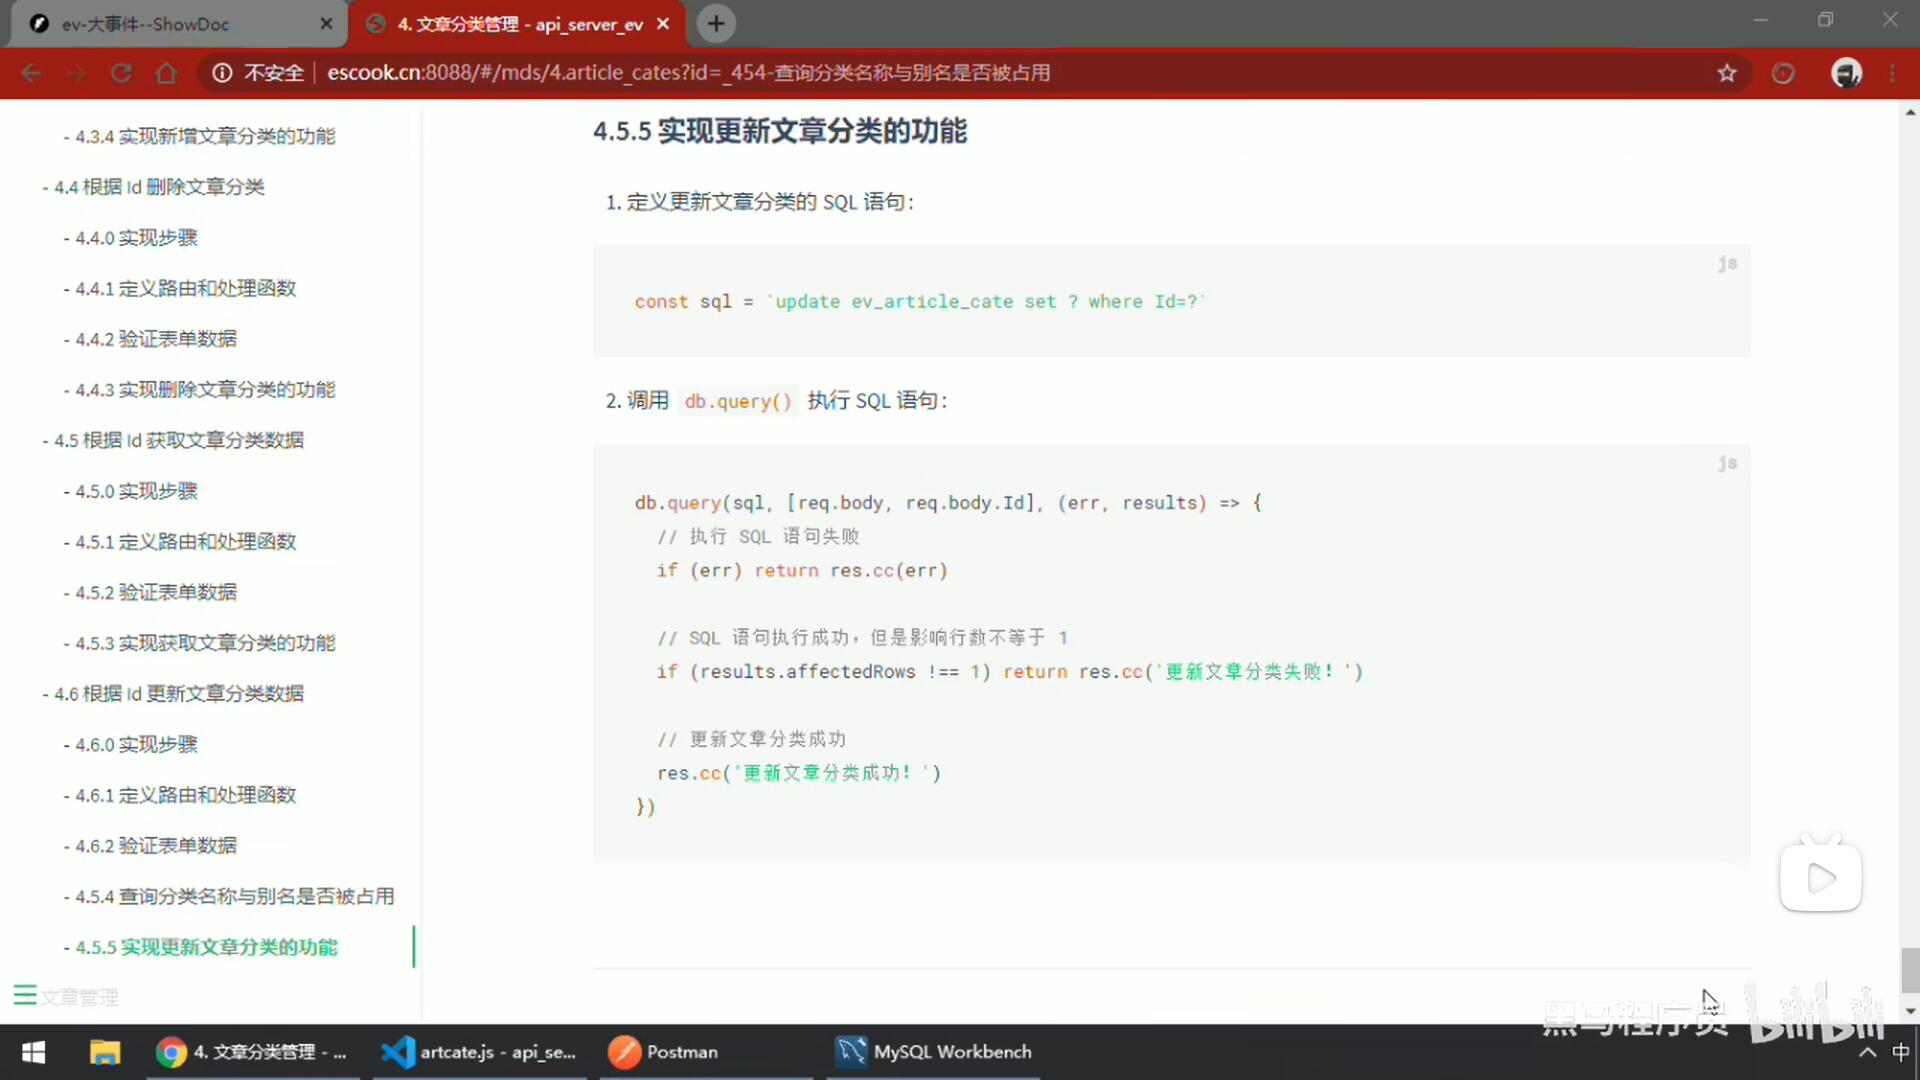 ev-大事件--ShowDoc
4. 文章分类管理 - api_server_ev
不安全
escook.cn:8088/#/mds/4.article_cates?id=_454-查询分类名称与别名是否被占用
- 4.3.4 实现新增文章分类的功能
- 4.4 根据 Id 删除文章分类
- 4.4.0 实现步骤
- 4.4.1 定义路由和处理函数
- 4.4.2 验证表单数据
- 4.4.3 实现删除文章分类的功能
- 4.5 根据 Id 获取文章分类数据
- 4.5.0 实现步骤
- 4.5.1 定义路由和处理函数
- 4.5.2 验证表单数据
- 4.5.3 实现获取文章分类的功能
- 4.6 根据 Id 更新文章分类数据
- 4.6.0 实现步骤
- 4.6.1 定义路由和处理函数
- 4.6.2 验证表单数据
- 4.5.4 查询分类名称与别名是否被占用
- 4.5.5 实现更新文章分类的功能
文章管理
4.5.5 实现更新文章分类的功能
1. 定义更新文章分类的 SQL 语句：
js
const sql = `update ev_article_cate set ? where Id=?`
2. 调用 db.query() 执行 SQL 语句：
js
db.query(sql, [req.body, req.body.Id], (err, results) => {
// 执行 SQL 语句失败
if (err) return res.cc(err)
// SQL 语句执行成功，但是影响行数不等于 1
if (results.affectedRows !== 1) return res.cc('更新文章分类失败！')
// 更新文章分类成功
res.cc('更新文章分类成功！')
})
黑马程序员 bilibili
4. 文章分类管理 - ...
artcate.js - api_se...
Postman
MySQL Workbench
中